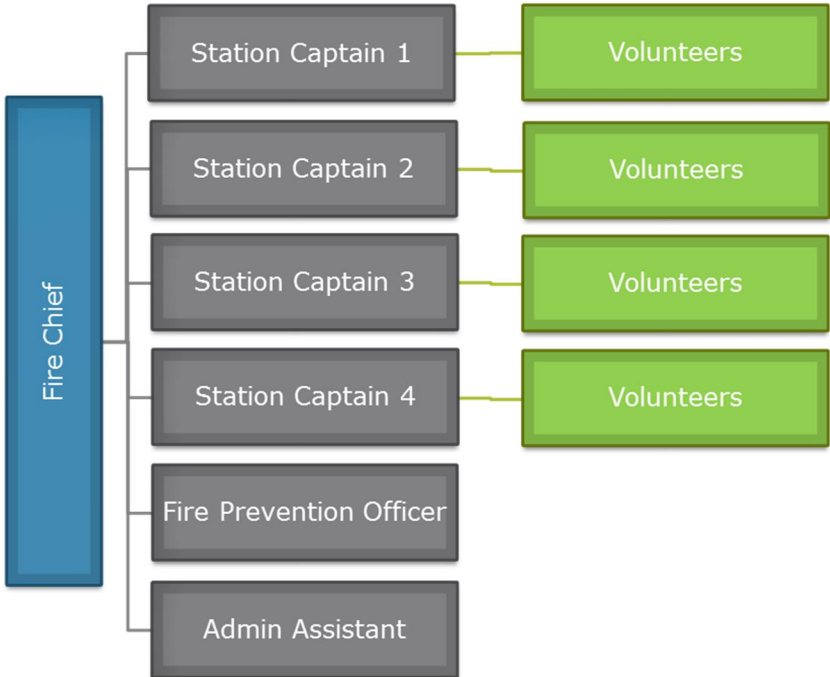 Fire Chief
Station Captain 1
Volunteers
Station Captain 2
Volunteers
Station Captain 3
Volunteers
Station Captain 4
Volunteers
Fire Prevention Officer
Admin Assistant